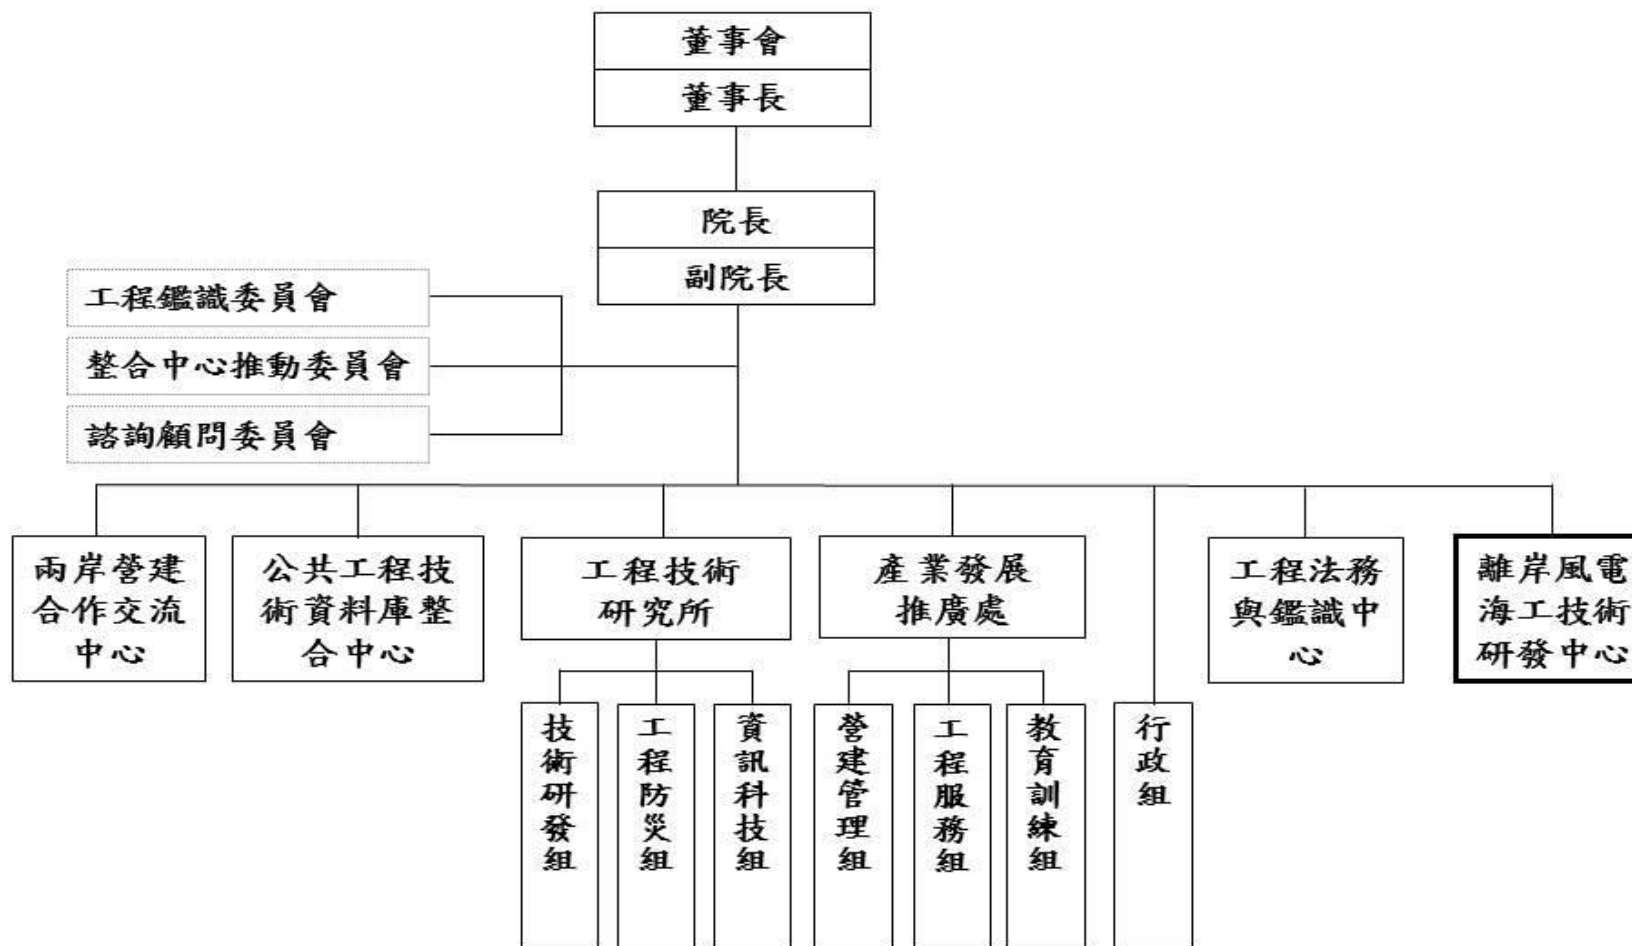 董事會
董事長
院長
副院長
工程鑑識委員會
整合中心推動委員會
諮詢顧問委員會
兩岸營建
合作交流
中心
公共工程技
術資料庫整
合中心
工程技術
研究所
產業發展
推廣處
工程法務
與鑑識中
心
離岸風電
海工技術
研發中心
技術研發組
工程防災組
資訊科技組
營建管理組
工程服務組
教育訓練組
行政組